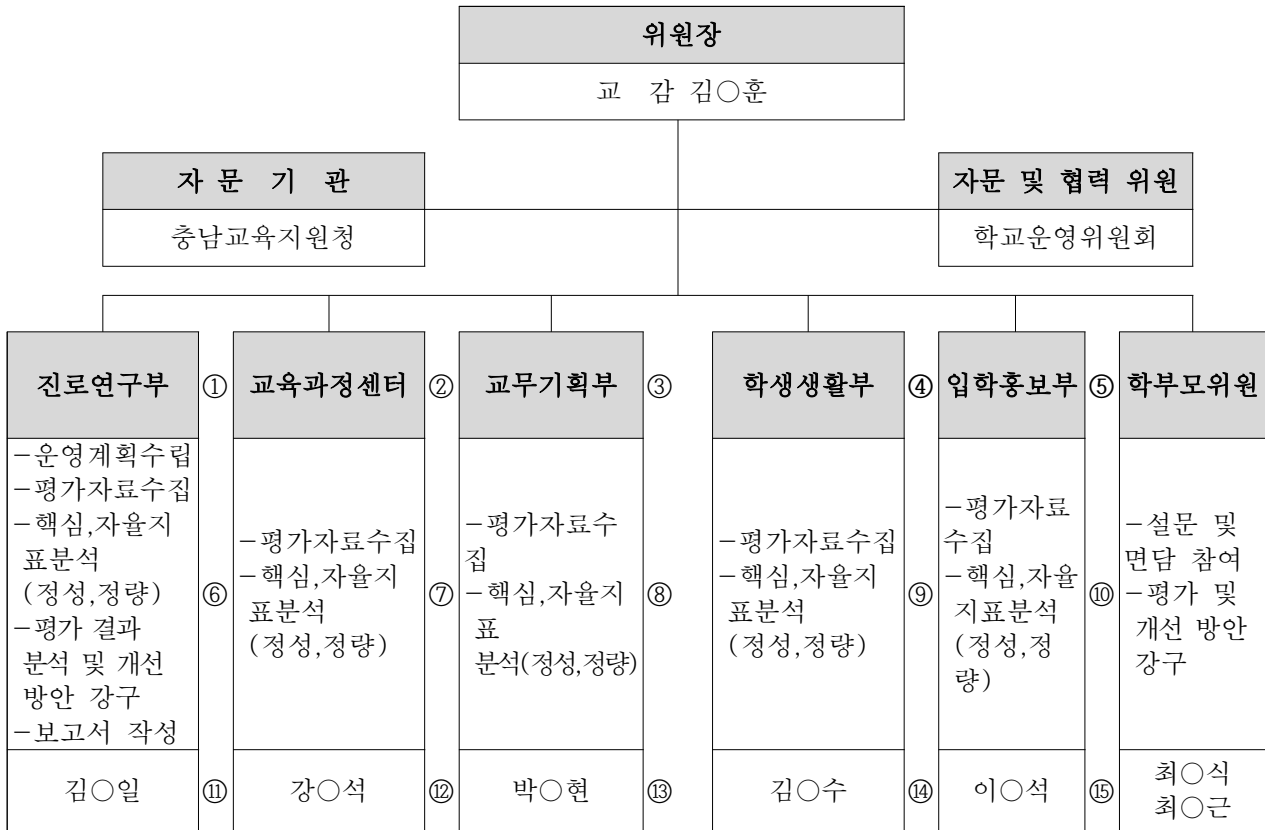 위원장
교 감 김○훈
자 문 기 관
충남교육지원청
자문 및 협력 위원
학교운영위원회
진로연구부 ① 교육과정센터 ② 교무기획부 ③ 학생생활부 ④ 입학홍보부 ⑤ 학부모위원
-운영계획수립
-평가자료수집
-핵심,자율지
표분석
(정성,정량)
-평가 결과
분석 및 개선
방안 강구
-보고서 작성
⑥
-평가자료수집
-핵심,자율지
표분석
(정성,정량)
⑦
-평가자료수
집
-핵심,자율지
표
분석(정성,정량)
⑧
-평가자료수집
-핵심,자율지
표분석
(정성,정량)
⑨
-평가자료
수집
-핵심,자율
지표분석
(정성,정
량)
⑩
-설문 및
면담 참여
-평가 및
개선 방안
강구
김○일 ⑪ 강○석 ⑫ 박○현 ⑬ 김○수 ⑭ 이○석 ⑮
최○식
최○근